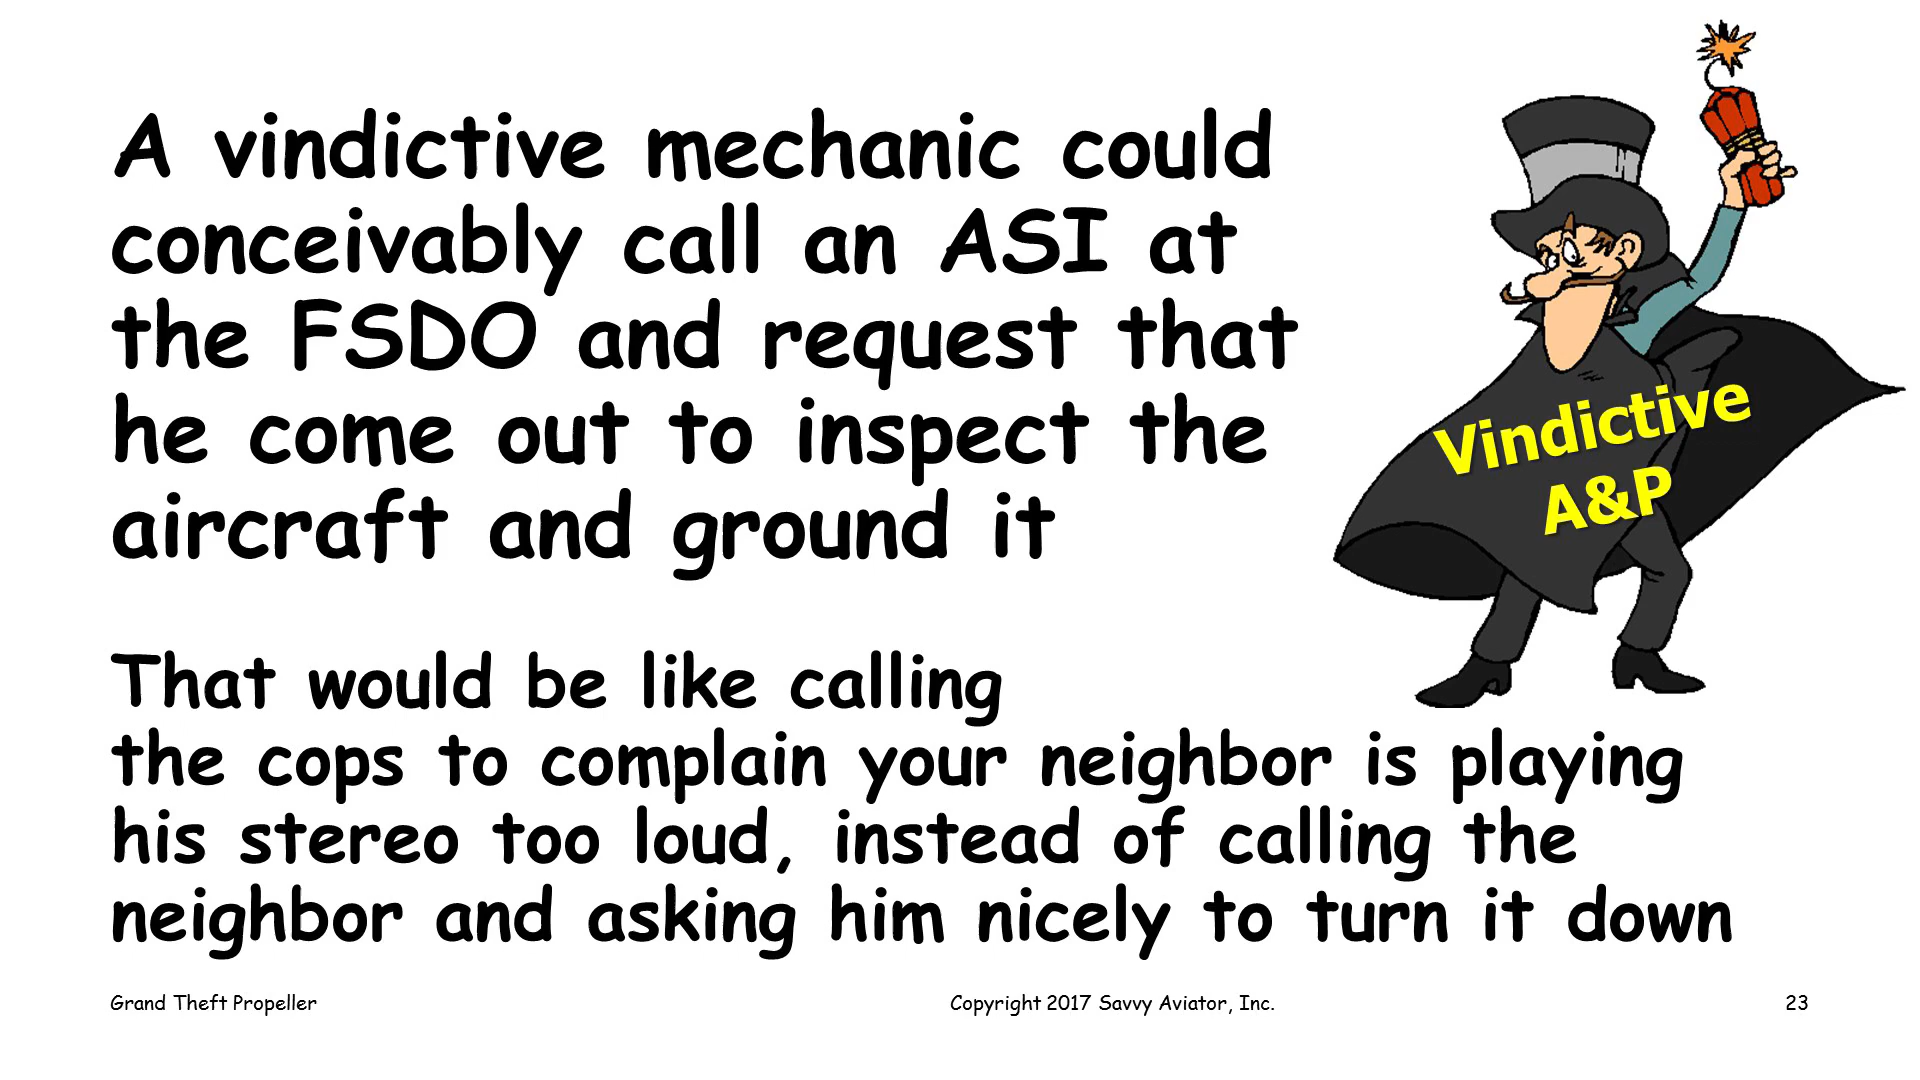 A vindictive mechanic could
conceivably call an ASI at
the FSDO and request that
he come out to inspect the
aircraft and ground it
Vindictive
A&P
That would be like calling
the cops to complain your neighbor is playing
his stereo too loud, instead of calling the
neighbor and asking him nicely to turn it down
Grand Theft Propeller
Copyright 2017 Savvy Aviator, Inc.
23